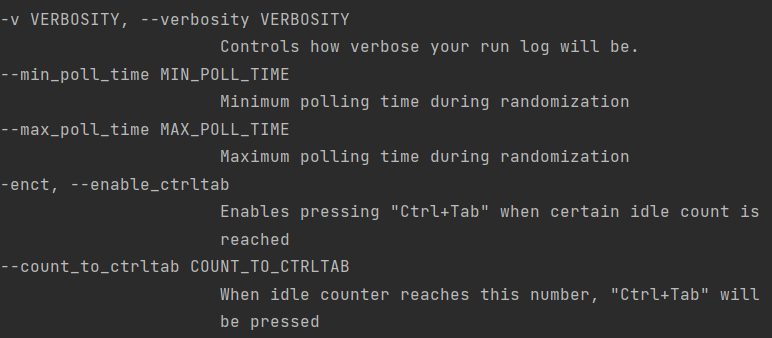 -v VERBOSITY, --verbosity VERBOSITY
Controls how verbose your run log will be.
--min_poll_time MIN_POLL_TIME
Minimum polling time during randomization
--max_poll_time MAX_POLL_TIME
Maximum polling time during randomization
-enct, --enable_ctrltab
Enables pressing "Ctrl+Tab" when certain idle count is
reached
--count_to_ctrltab COUNT_TO_CTRLTAB
When idle counter reaches this number, "Ctrl+Tab" will
be pressed